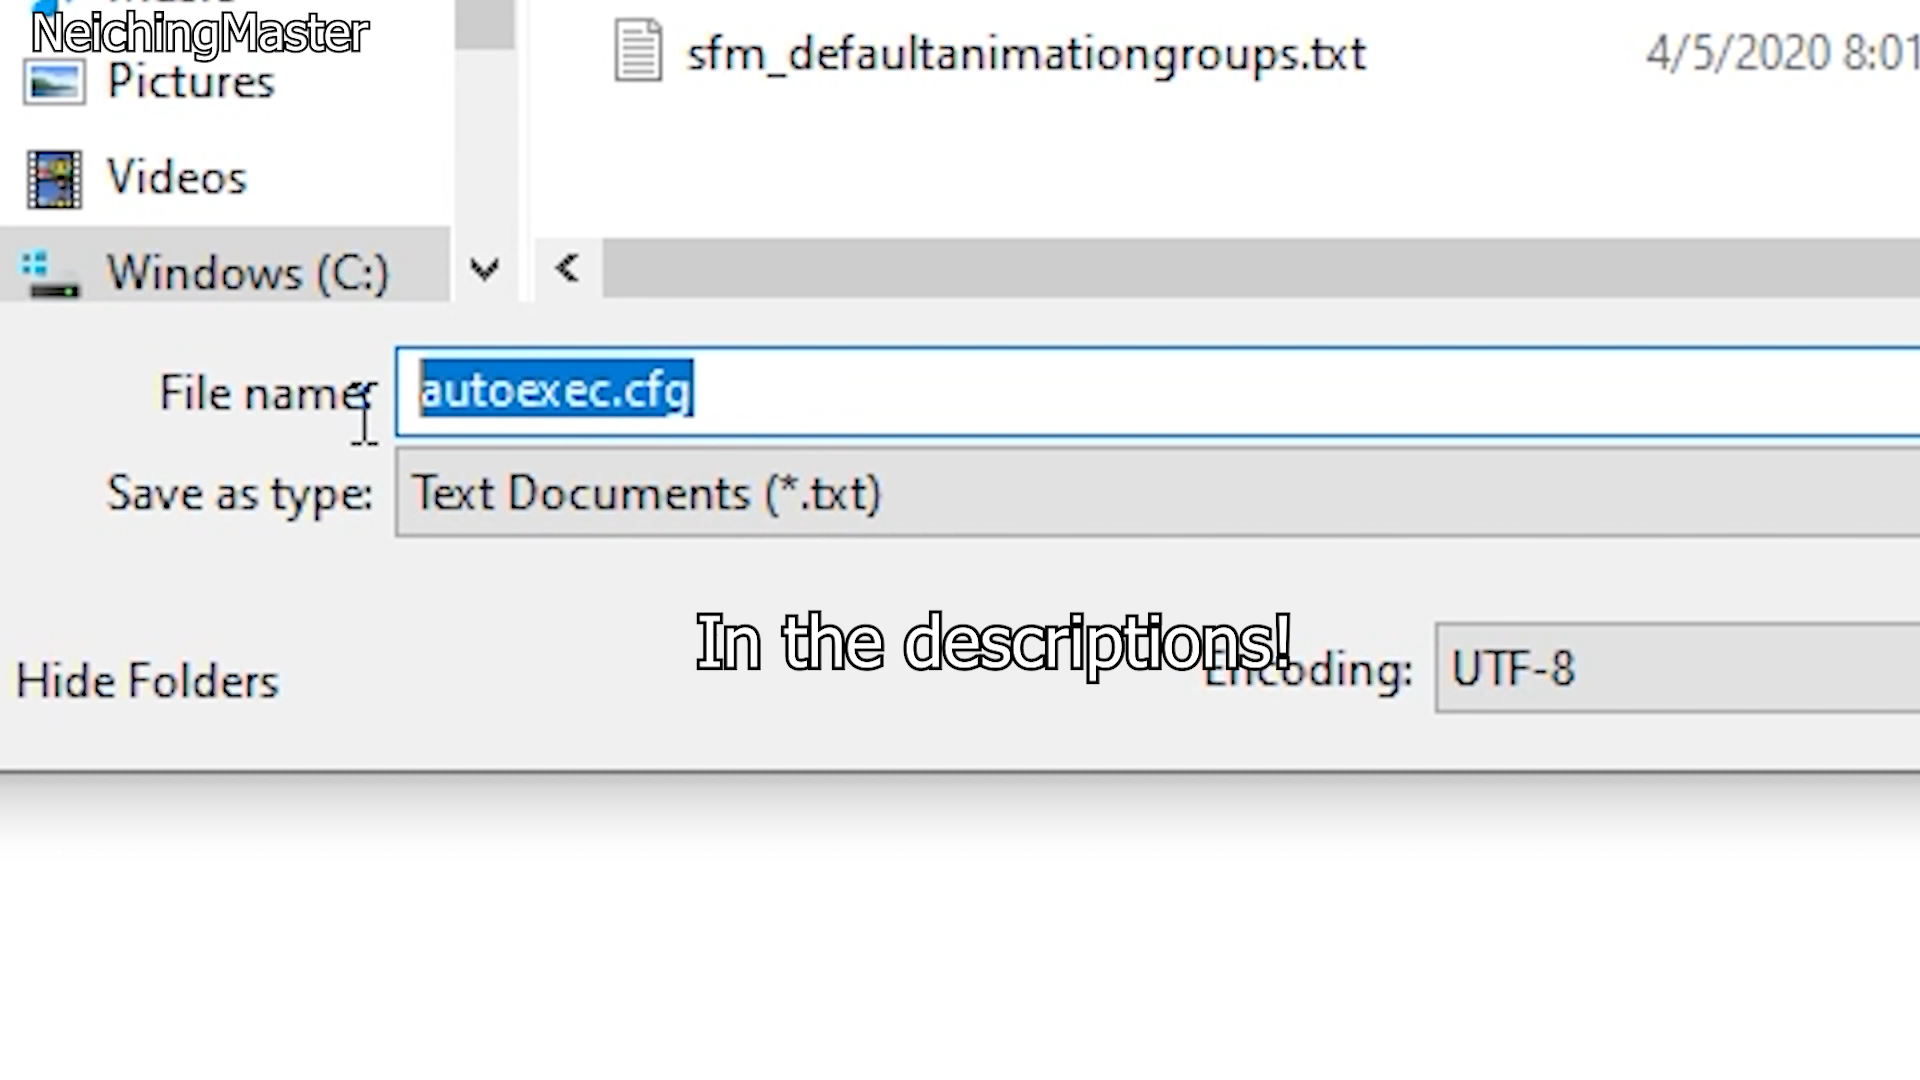 NeichingMaster
Pictures
Videos
Windows (C:)
sfm_defaultanimationgroups.txt
4/5/2020 8:01
File name:
autoexec.cfg
Save as type:
Text Documents (*.txt)
In the descriptions!
Hide Folders
Encoding:
UTF-8